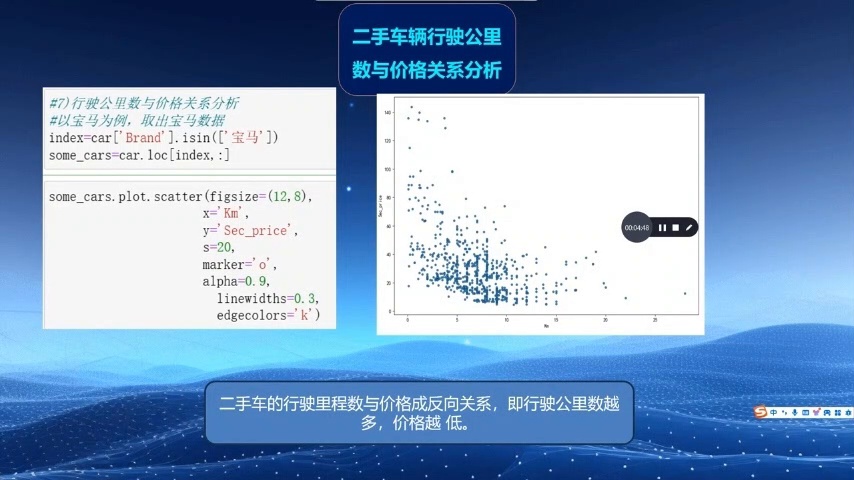 二手车辆行驶公里
数与价格关系分析
#7)行驶公里数与价格关系分析
#以宝马为例，取出宝马数据
index=car['Brand'].isin(['宝马'])
some_cars=car.loc[index,:]
some_cars.plot.scatter(figsize=(12,8),
x='Km',
y='Sec_price',
s=20,
marker='o',
alpha=0.9,
linewidths=0.3,
edgecolors='k')
140
120
100
80
60
40
20
0
Sec_price
0 5 10 15 20 25
Km
00:04:48
二手车的行驶里程数与价格成反向关系，即行驶公里数越
多，价格越 低。
中